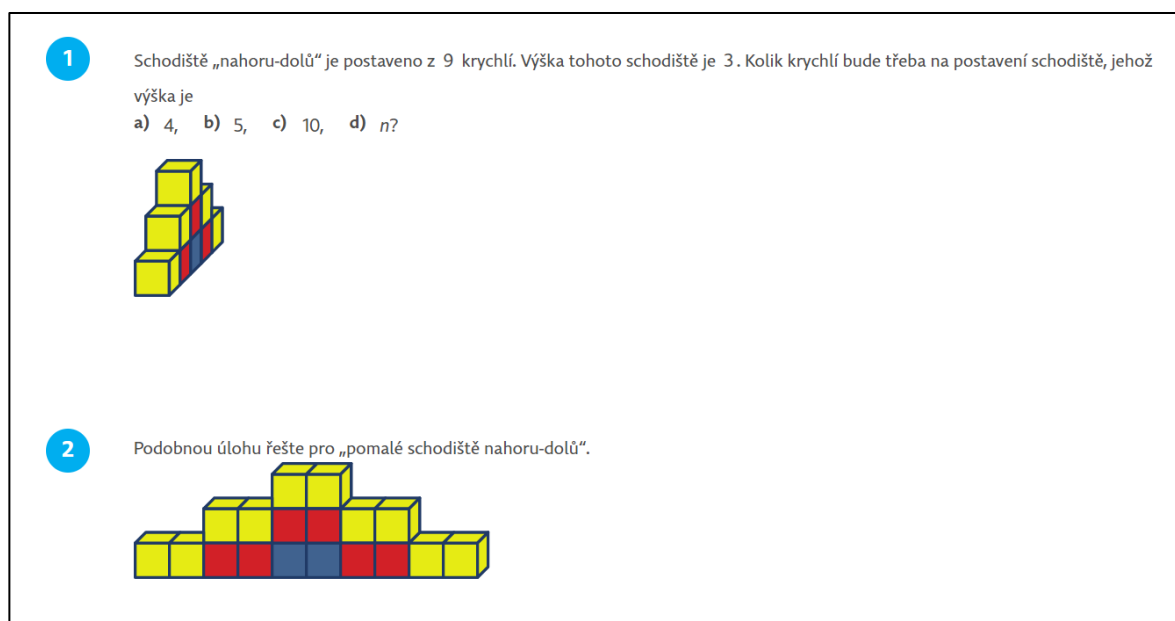 1
Schodiště „nahoru-dolů“ je postaveno z 9 krychlí. Výška tohoto schodiště je 3. Kolik krychlí bude třeba na postavení schodiště, jehož
výška je
a) 4, b) 5, c) 10, d) n?
2
Podobnou úlohu řešte pro „pomalé schodiště nahoru-dolů“.